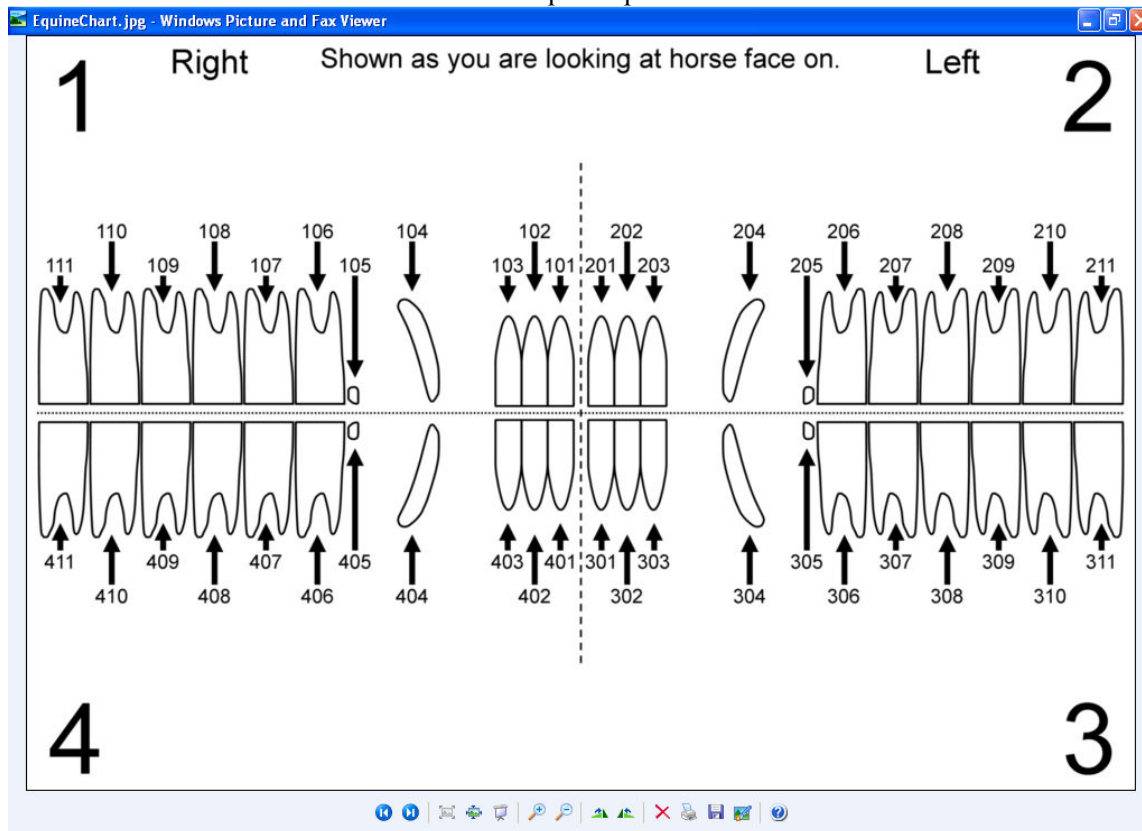 EquineChart.jpg - Windows Picture and Fax Viewer
1 Right Shown as you are looking at horse face on. Left 2
110 108 106 104 102 202 204 206 208 210
111 109 107 105 103 101 201 203 205 207 209 211
411 409 407 405 403 401 301 303 305 307 309 311
410 408 406 404 402 302 304 306 308 310
4 3